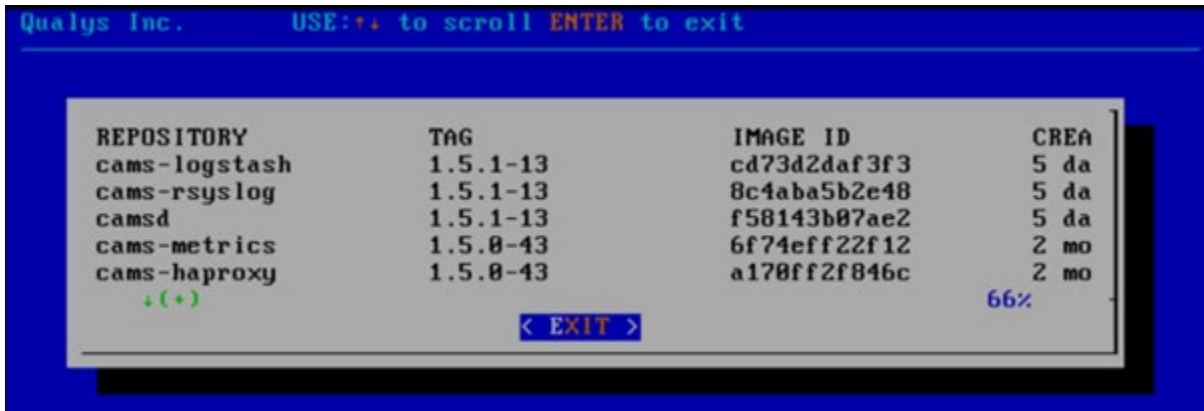 Qualys Inc. USE:↑↓ to scroll ENTER to exit
REPOSITORY TAG IMAGE ID CREA
cams-logstash 1.5.1-13 cd73d2daf3f3 5 da
cams-rsyslog 1.5.1-13 8c4aba5b2e48 5 da
camsd 1.5.1-13 f58143b07ae2 5 da
cams-metrics 1.5.0-43 6f74eff22f12 2 mo
cams-haproxy 1.5.0-43 a170ff2f846c 2 mo
↓(+) 66%
< EXIT >